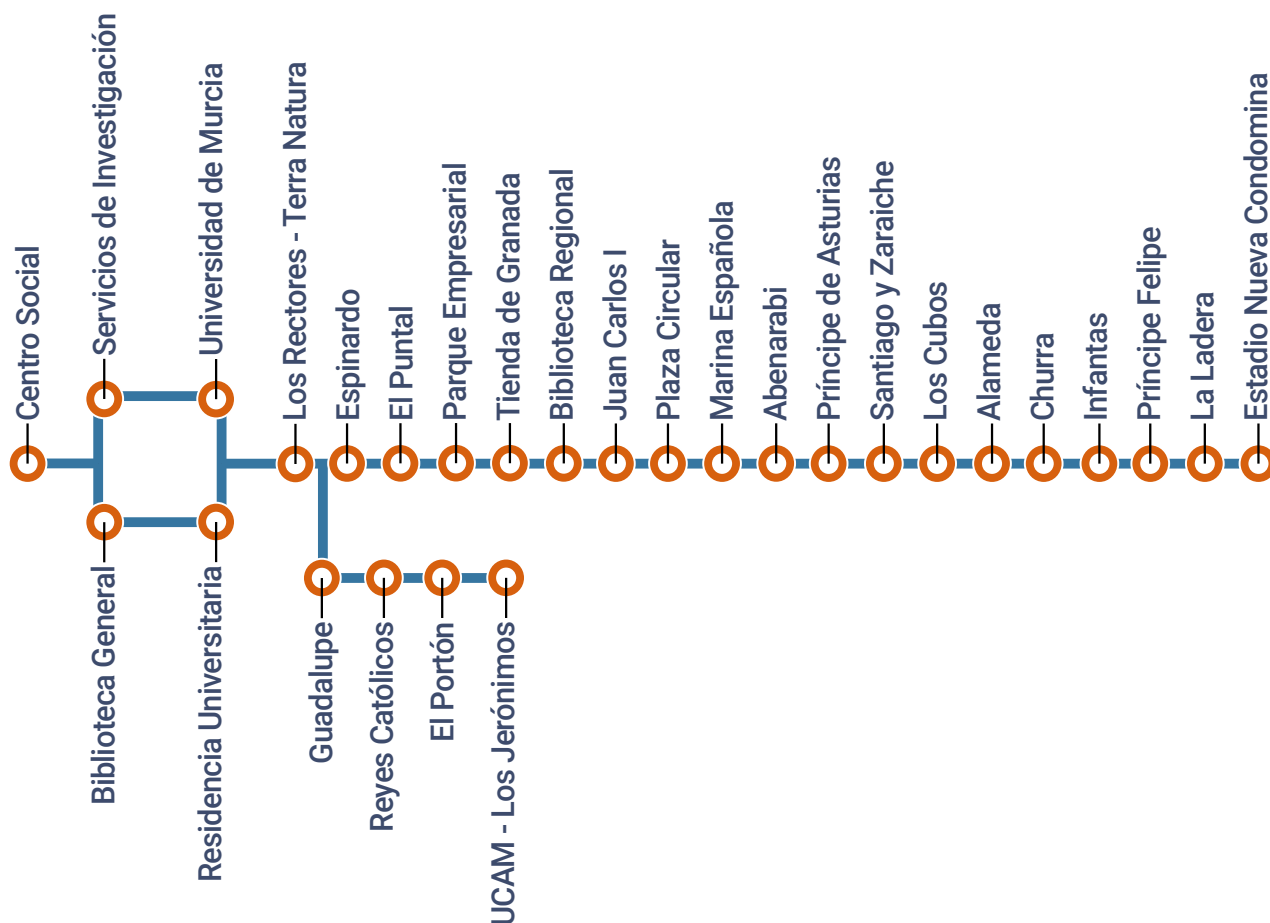 Centro Social
Servicios de Investigación
Universidad de Murcia
Los Rectores - Terra Natura
Espinardo
El Puntal
Parque Empresarial
Tienda de Granada
Biblioteca Regional
Juan Carlos I
Plaza Circular
Marina Española
Abenarabi
Príncipe de Asturias
Santiago y Zaraiche
Los Cubos
Alameda
Churra
Infantas
Príncipe Felipe
La Ladera
Estadio Nueva Condomina
Biblioteca General
Residencia Universitaria
Guadalupe
Reyes Católicos
El Portón
UCAM - Los Jerónimos